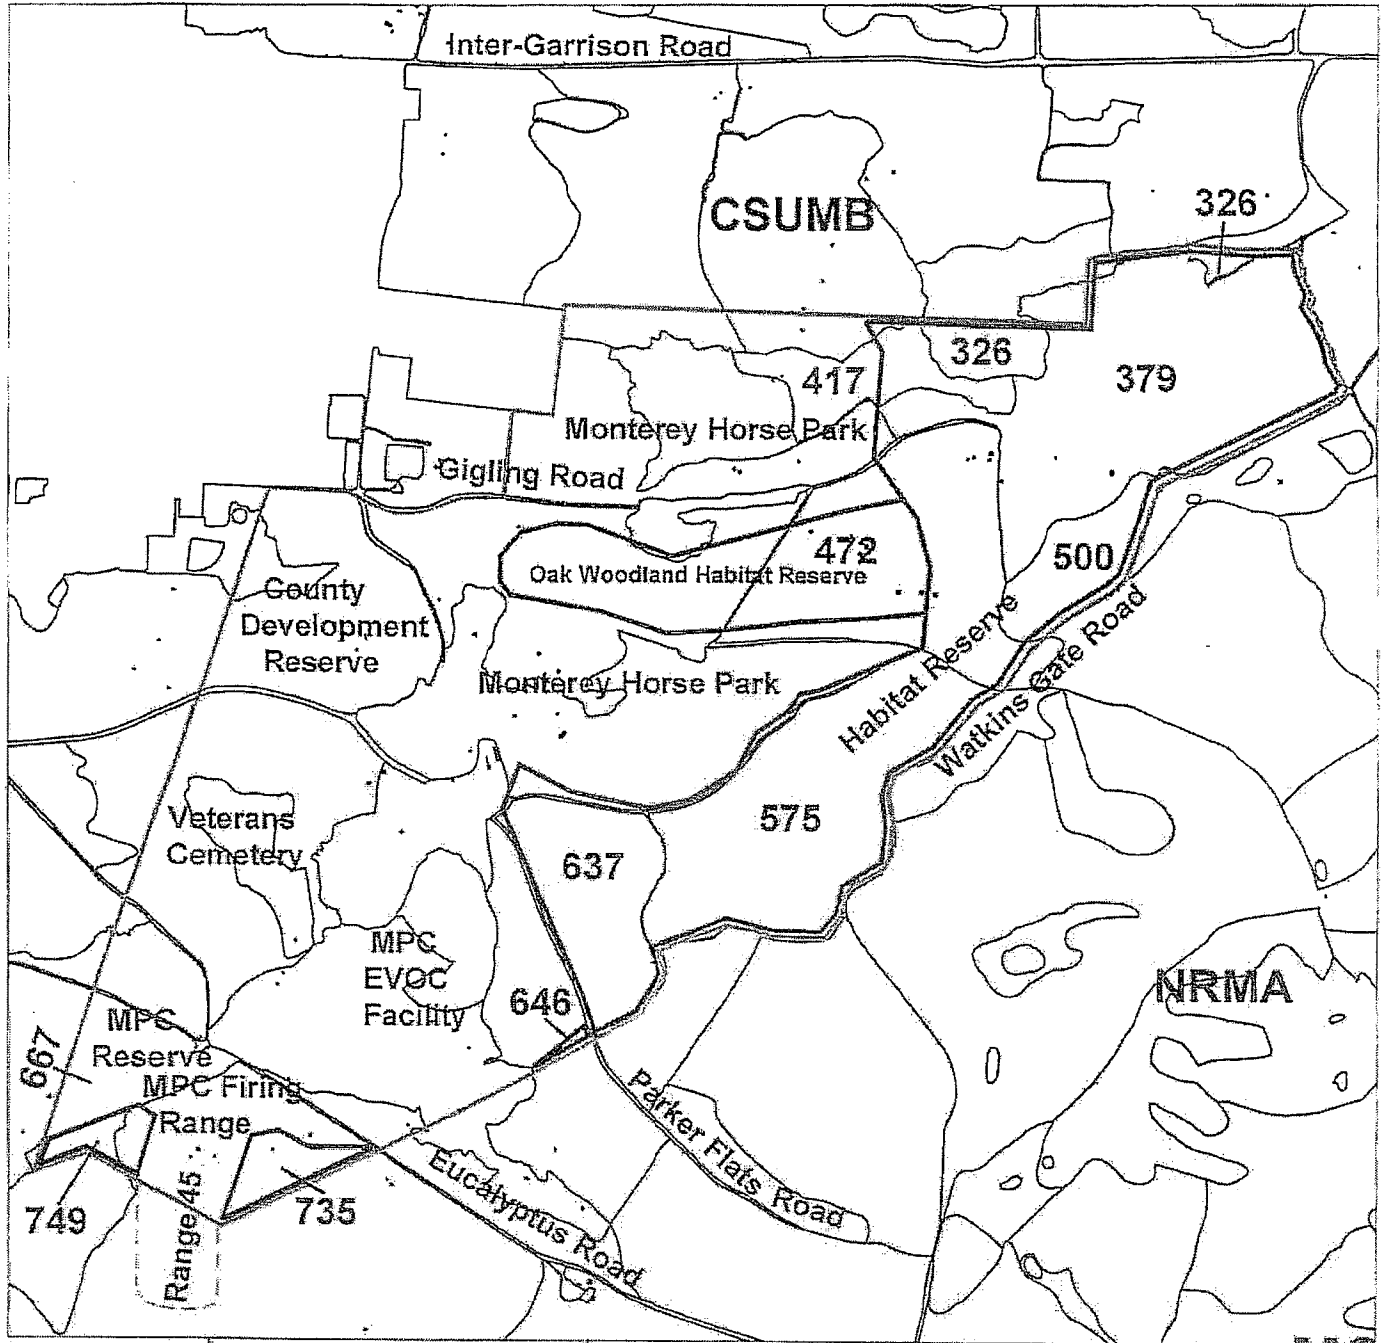 Inter-Garrison Road
CSUMB
326
326
417
379
Monterey Horse Park
Gigling Road
472
500
Oak Woodland Habitat Reserve
County
Development
Reserve
Monterey Horse Park
Habitat Reserve
Watkins Gate Road
Veterans
Cemetery
575
637
MPC
EVOC
Facility
NRMA
646
MPC
Reserve
667
MPC Firing
Range
Parker Flats Road
Eucalyptus Road
749
Range 45
735